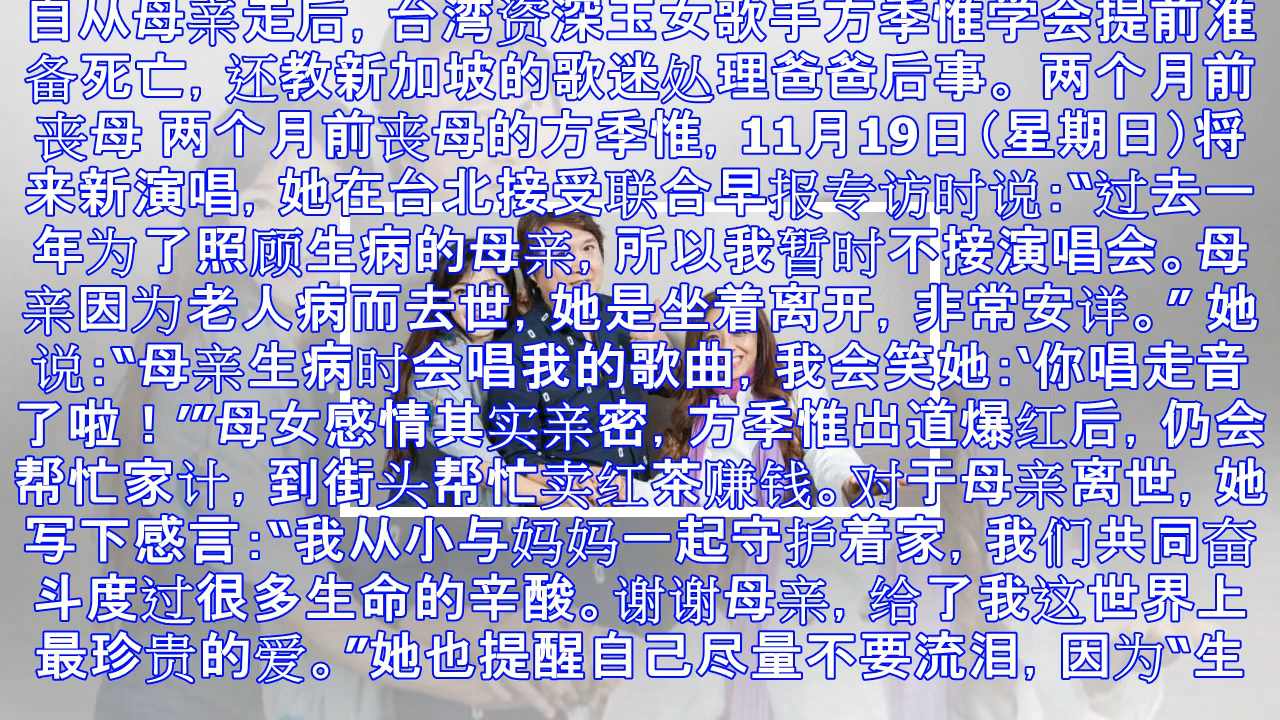 自从母亲走后, 台湾资深玉女歌手方季惟学会提前准
备死亡, 还教新加坡的歌迷处理爸爸后事。两个月前
丧母 两个月前丧母的方季惟, 11月19日(星期日)将
来新演唱, 她在台北接受联合早报专访时说:“过去一
年为了照顾生病的母亲, 所以我暂时不接演唱会。母
亲因为老人病而去世, 她是坐着离开, 非常安详。” 她
说:“母亲生病时会唱我的歌曲, 我会笑她:‘你唱走音
了啦！’”母女感情其实亲密, 方季惟出道爆红后, 仍会
帮忙家计, 到街头帮忙卖红茶赚钱。对于母亲离世, 她
写下感言:“我从小与妈妈一起守护着家, 我们共同奋
斗度过很多生命的辛酸。谢谢母亲, 给了我这世界上
最珍贵的爱。”她也提醒自己尽量不要流泪, 因为“生